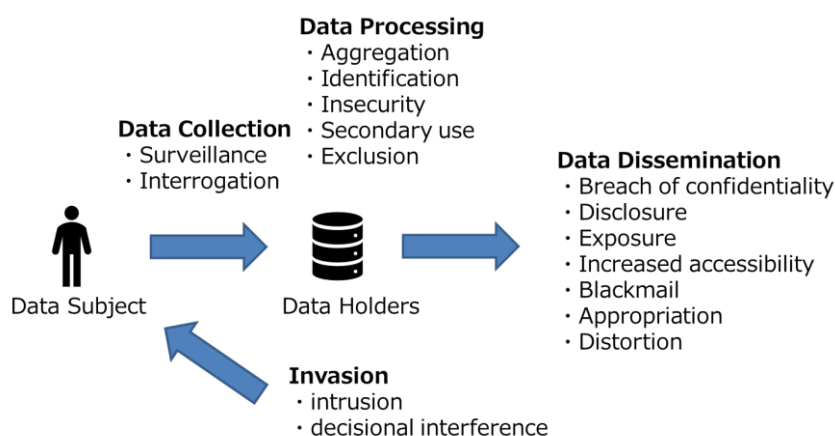 Data Processing
・Aggregation
・Identification
・Insecurity
・Secondary use
・Exclusion
Data Collection
・Surveillance
・Interrogation
Data Dissemination
・Breach of confidentiality
・Disclosure
・Exposure
・Increased accessibility
・Blackmail
・Appropriation
・Distortion
Data Subject
Data Holders
Invasion
・intrusion
・decisional interference